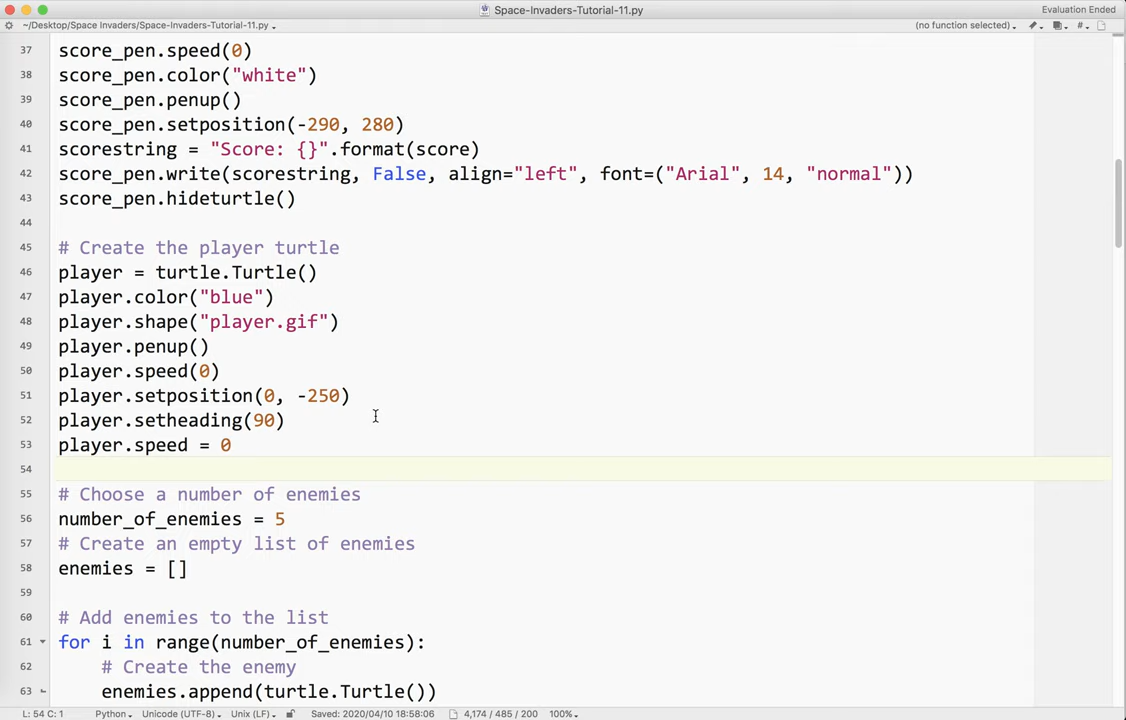 Space-Invaders-Tutorial-11.py
Evaluation Ended
~/Desktop/Space Invaders/Space-Invaders-Tutorial-11.py
(no function selected)
#
37 score_pen.speed(0)
38 score_pen.color("white")
39 score_pen.penup()
40 score_pen.setposition(-290, 280)
41 scorestring = "Score: {}".format(score)
42 score_pen.write(scorestring, False, align="left", font=("Arial", 14, "normal"))
43 score_pen.hideturtle()
44
45 # Create the player turtle
46 player = turtle.Turtle()
47 player.color("blue")
48 player.shape("player.gif")
49 player.penup()
50 player.speed(0)
51 player.setposition(0, -250)
52 player.setheading(90)
53 player.speed = 0
54
55 # Choose a number of enemies
56 number_of_enemies = 5
57 # Create an empty list of enemies
58 enemies = []
59
60 # Add enemies to the list
61 for i in range(number_of_enemies):
62 # Create the enemy
63 enemies.append(turtle.Turtle())
L: 54 C: 1 Python Unicode (UTF-8) Unix (LF) Saved: 2020/04/10 18:58:06 4,174 / 485 / 200 100%